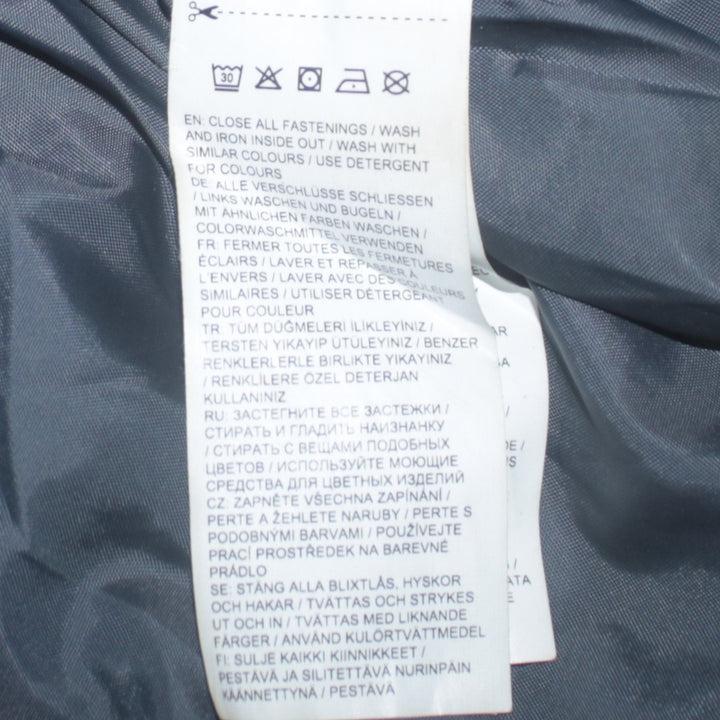 30
EN: CLOSE ALL FASTENINGS / WASH
AND IRON INSIDE OUT / WASH WITH
SIMILAR COLOURS / USE DETERGENT
FOR COLOURS
DE: ALLE VERSCHLÜSSE SCHLIESSEN
/ LINKS WASCHEN UND BÜGELN /
MIT ÄHNLICHEN FARBEN WASCHEN /
COLORWASCHMITTEL VERWENDEN
FR: FERMER TOUTES LES FERMETURES
ÉCLAIRS / LAVER ET REPASSER À
L'ENVERS / LAVER AVEC DES COULEURS
SIMILAIRES / UTILISER DÉTERGEANT
POUR COULEUR
TR: TÜM DÜĞMELERİ İLİKLEYİNİZ /
TERSTEN YIKAYIP ÜTÜLEYİNİZ / BENZER
RENKLERLERLE BİRLİKTE YIKAYINIZ
/ RENKLİLERE ÖZEL DETERJAN
KULLANINIZ
RU: ЗАСТЕГНИТЕ ВСЕ ЗАСТЕЖКИ /
СТИРАТЬ И ГЛАДИТЬ НАИЗНАНКУ
/ СТИРАТЬ С ВЕЩАМИ ПОДОБНЫХ
ЦВЕТОВ / ИСПОЛЬЗУЙТЕ МОЮЩИЕ
СРЕДСТВА ДЛЯ ЦВЕТНЫХ ИЗДЕЛИЙ
CZ: ZAPNĚTE VŠECHNA ZAPÍNÁNÍ /
PERTE A ŽEHLETE NARUBY / PERTE S
PODOBNÝMI BARVAMI / POUŽÍVEJTE
PRACÍ PROSTŘEDEK NA BAREVNÉ
PRÁDLO
SE: STÄNG ALLA BLIXTLÅS, HYSKOR
OCH HAKAR / TVÄTTAS OCH STRYKES
UT OCH IN / TVÄTTAS MED LIKNANDE
FÄRGER / ANVÄND KULÖRTVÄTTMEDEL
FI: SULJE KAIKKI KIINNIKKEET /
PESTÄVÄ JA SILITETTÄVÄ NURINPÄIN
KÄÄNNETTYNÄ / PESTÄVÄ